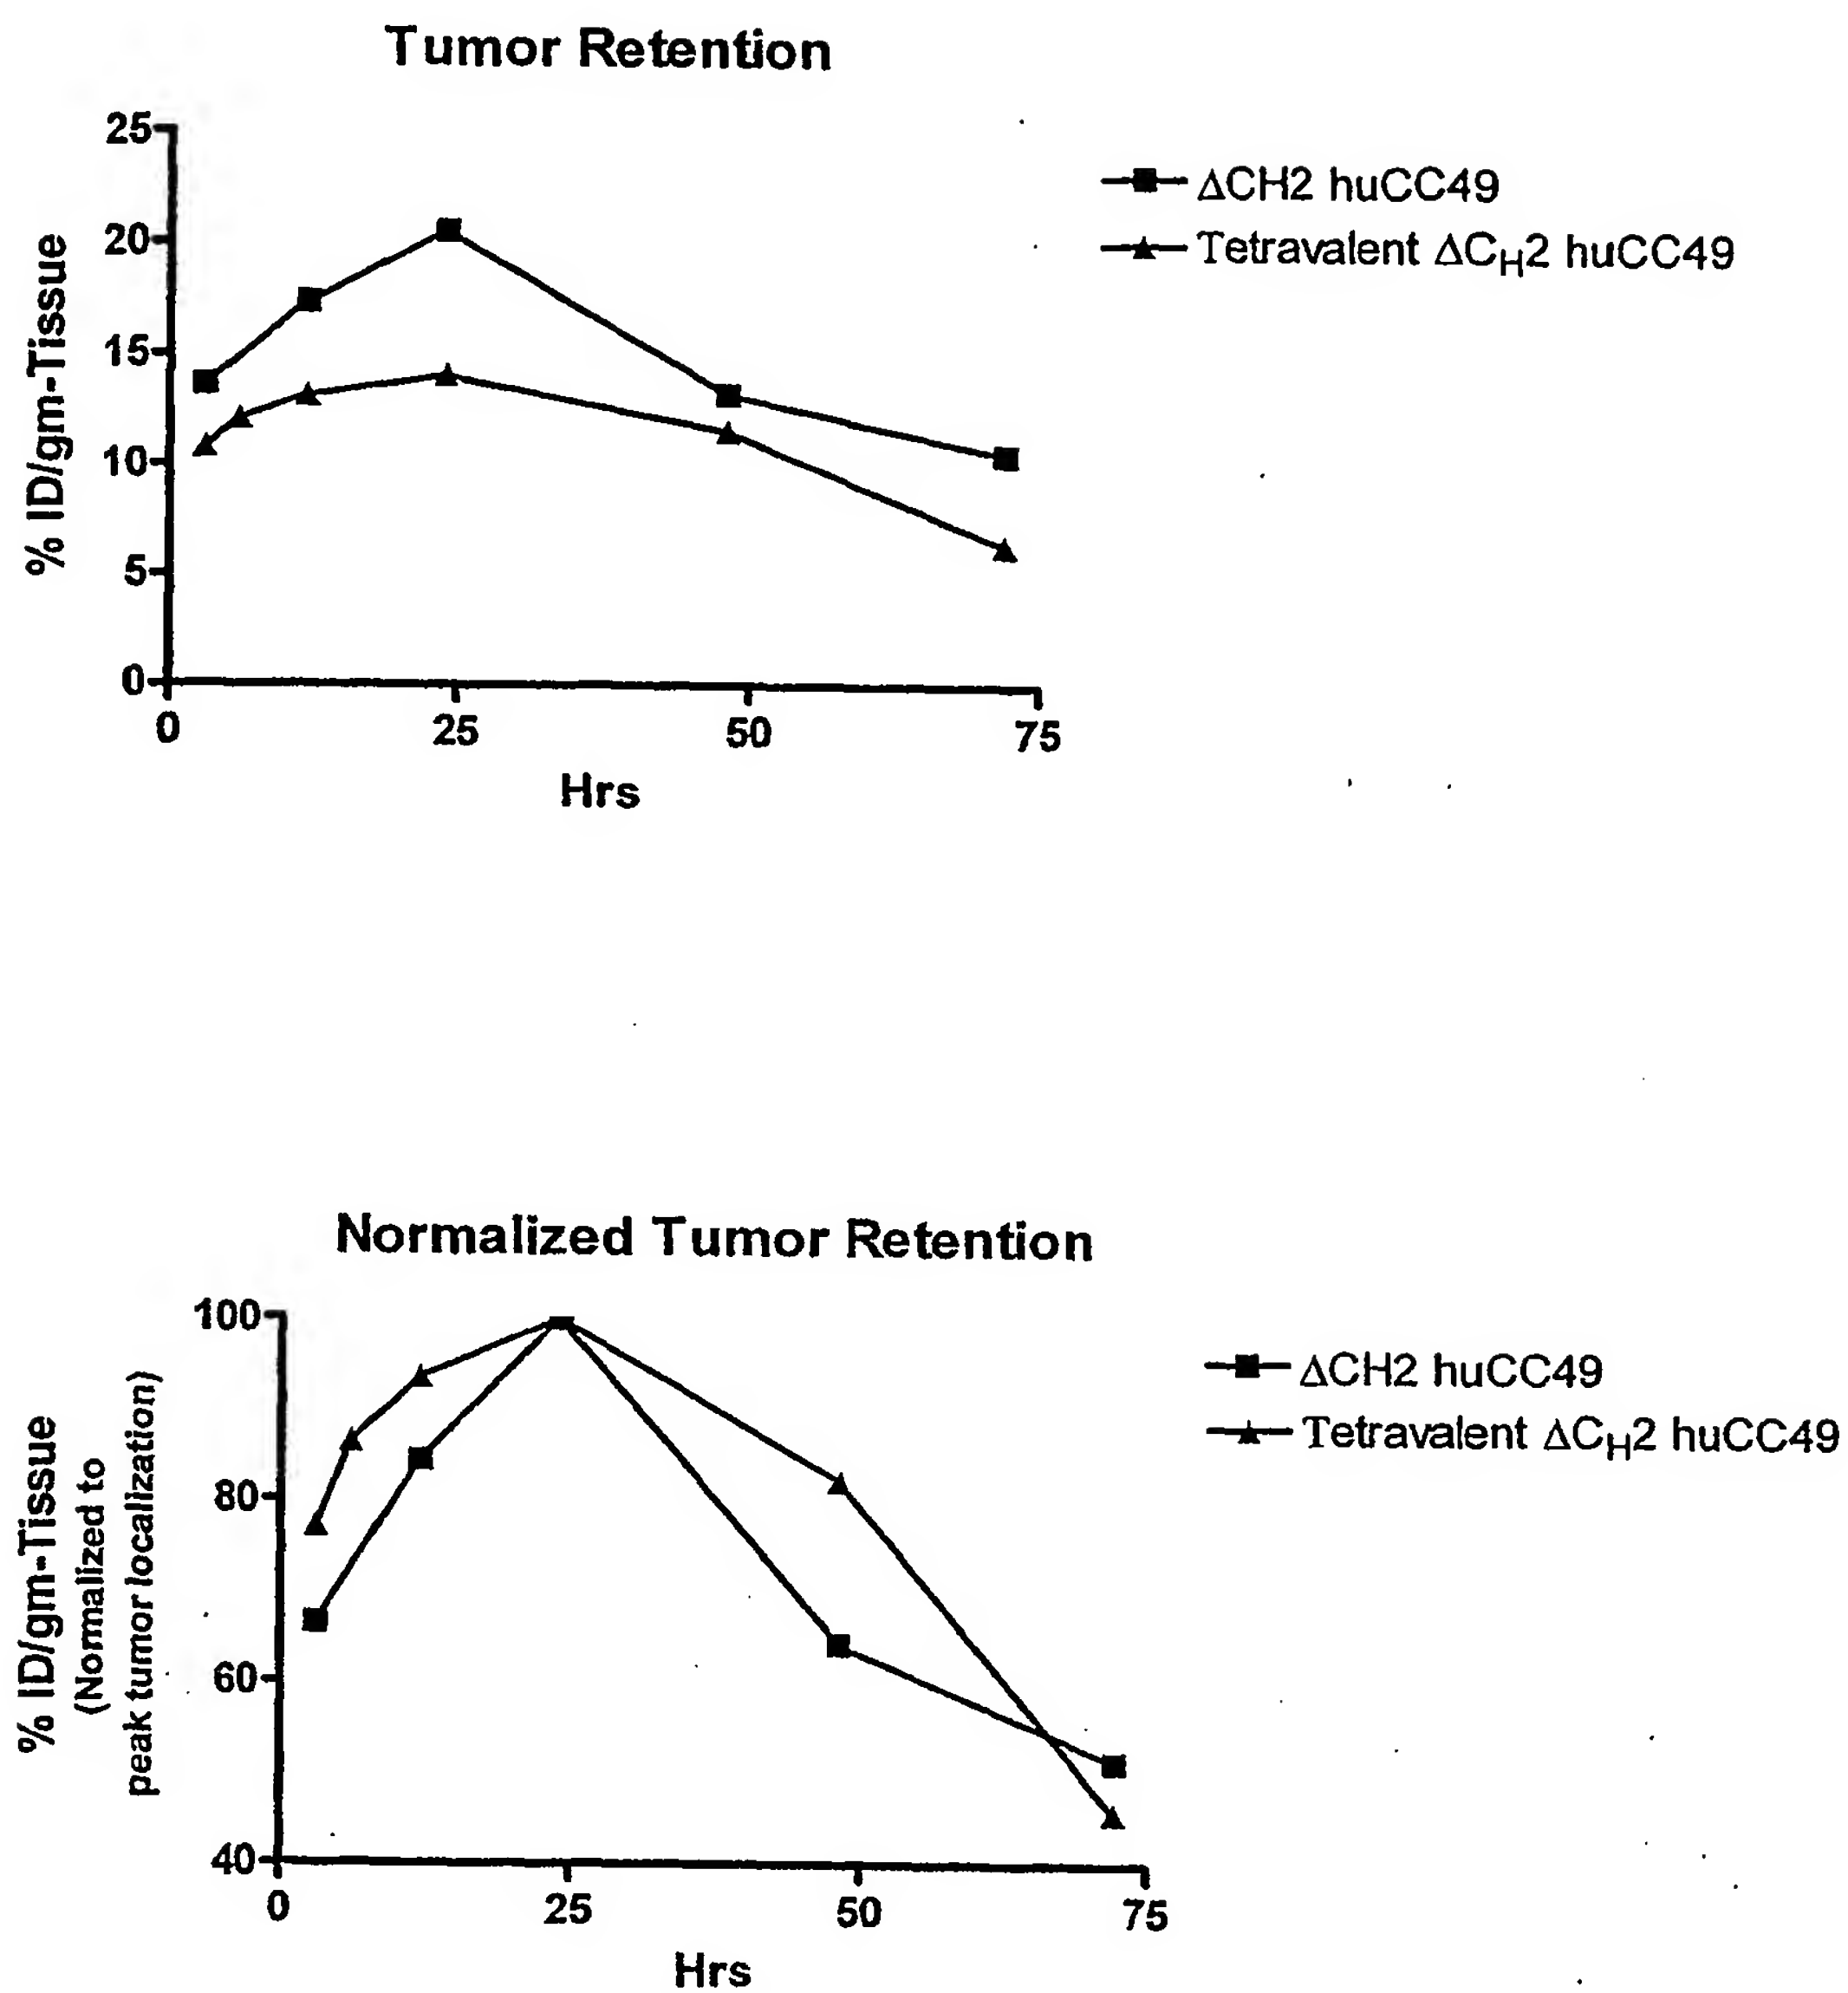 Tumor Retention
25
20
15
10
5
0
% ID/gm-Tissue
0 25 50 75
Hrs
ΔCH2 huCC49
Tetravalent ΔCH2 huCC49
Normalized Tumor Retention
100
80
60
40
% ID/gm-Tissue
(Normalized to
peak tumor localization)
0 25 50 75
Hrs
ΔCH2 huCC49
Tetravalent ΔCH2 huCC49